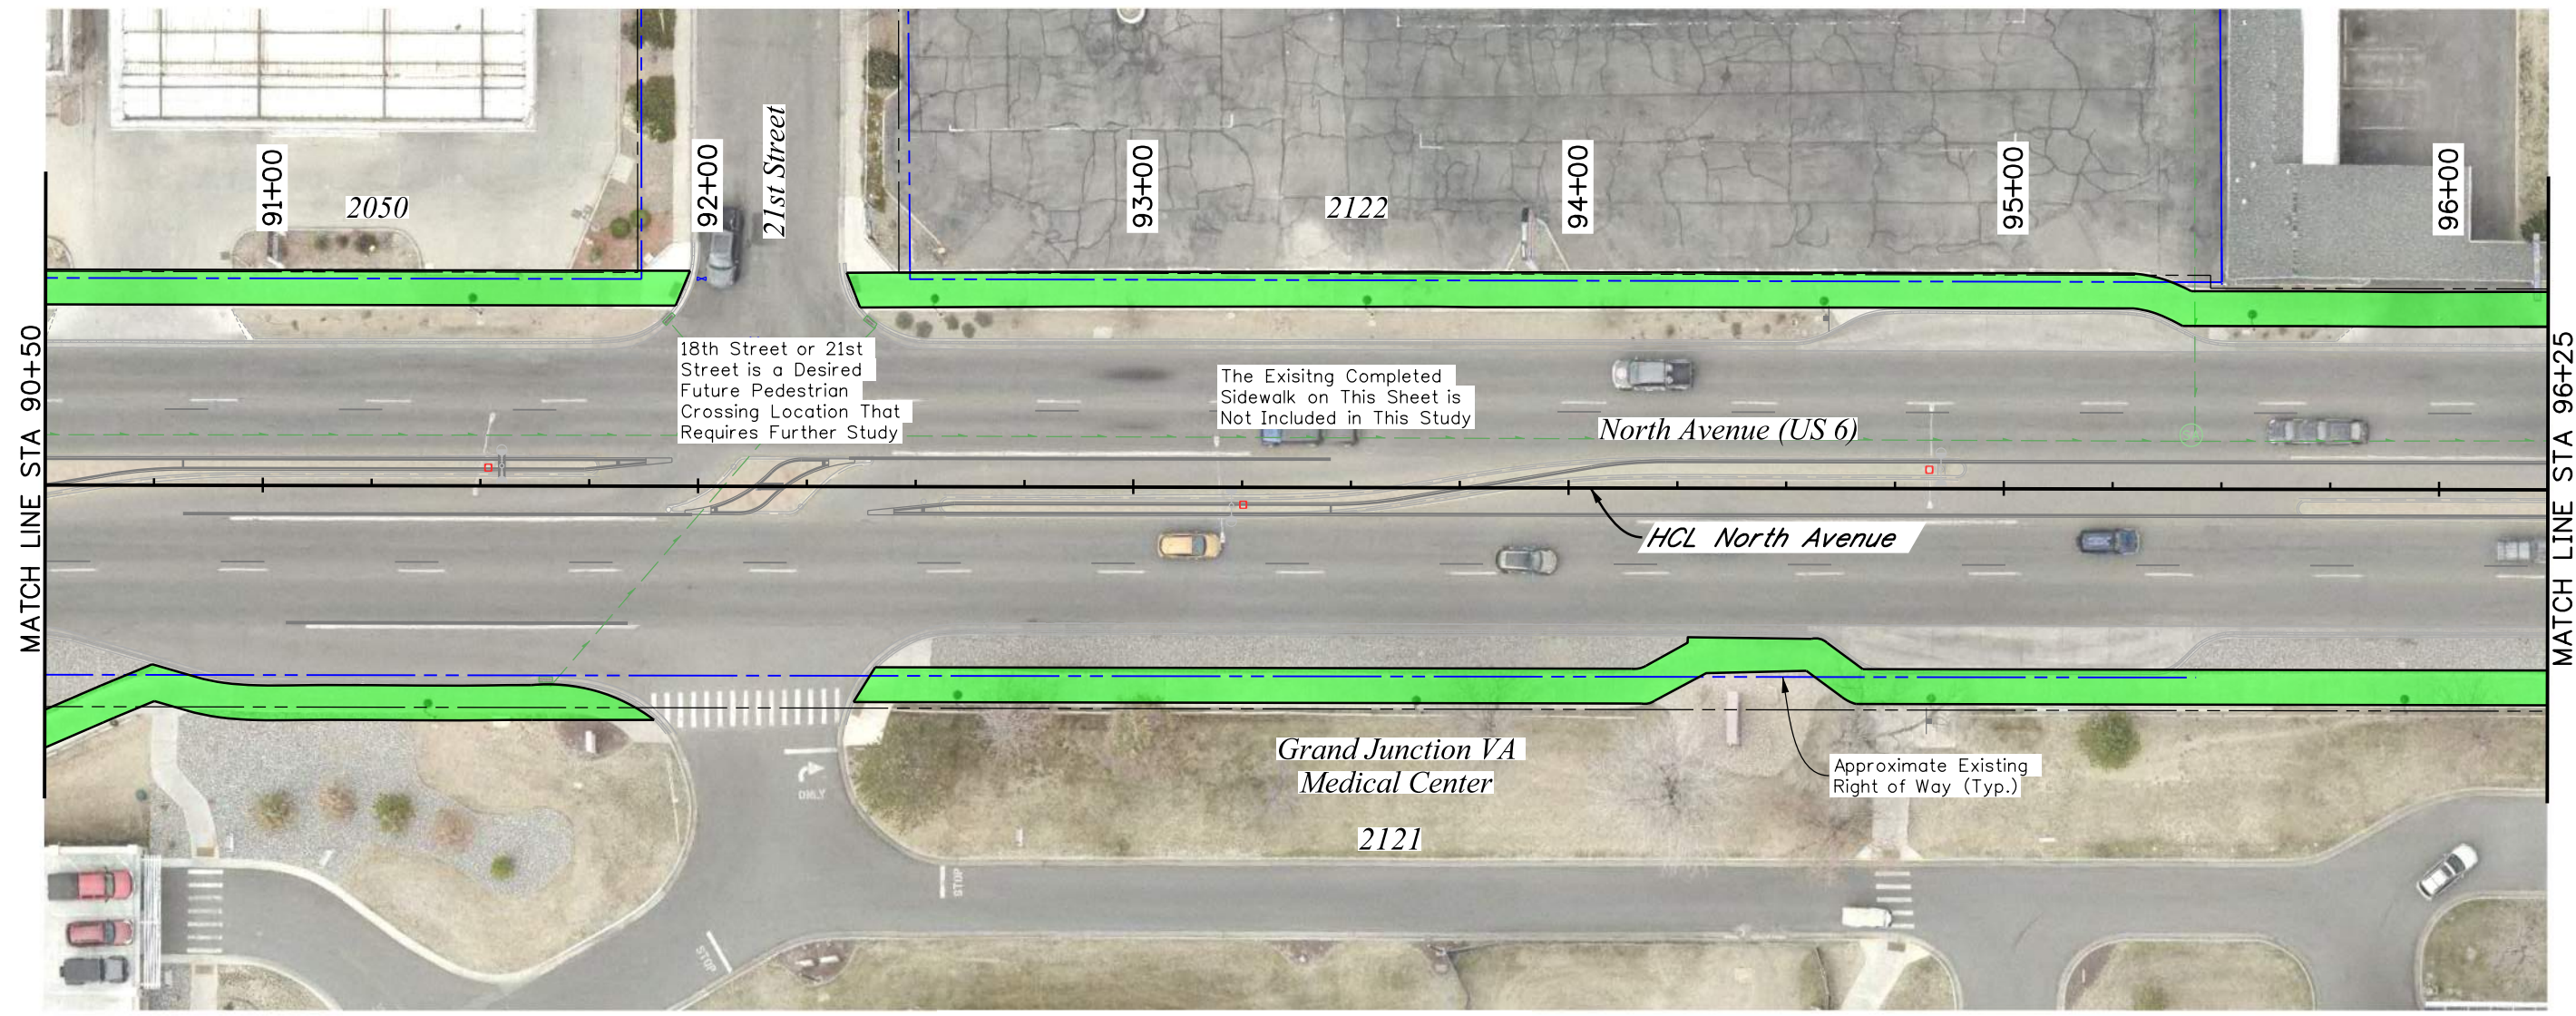 MATCH LINE STA 90+50
91+00
2050
92+00
21st Street
93+00
2122
94+00
95+00
96+00
MATCH LINE STA 96+25
18th Street or 21st
Street is a Desired
Future Pedestrian
Crossing Location That
Requires Further Study
The Exisitng Completed
Sidewalk on This Sheet is
Not Included in This Study
North Avenue (US 6)
HCL North Avenue
Grand Junction VA
Medical Center
2121
Approximate Existing
Right of Way (Typ.)
ONLY
STOP
STOP